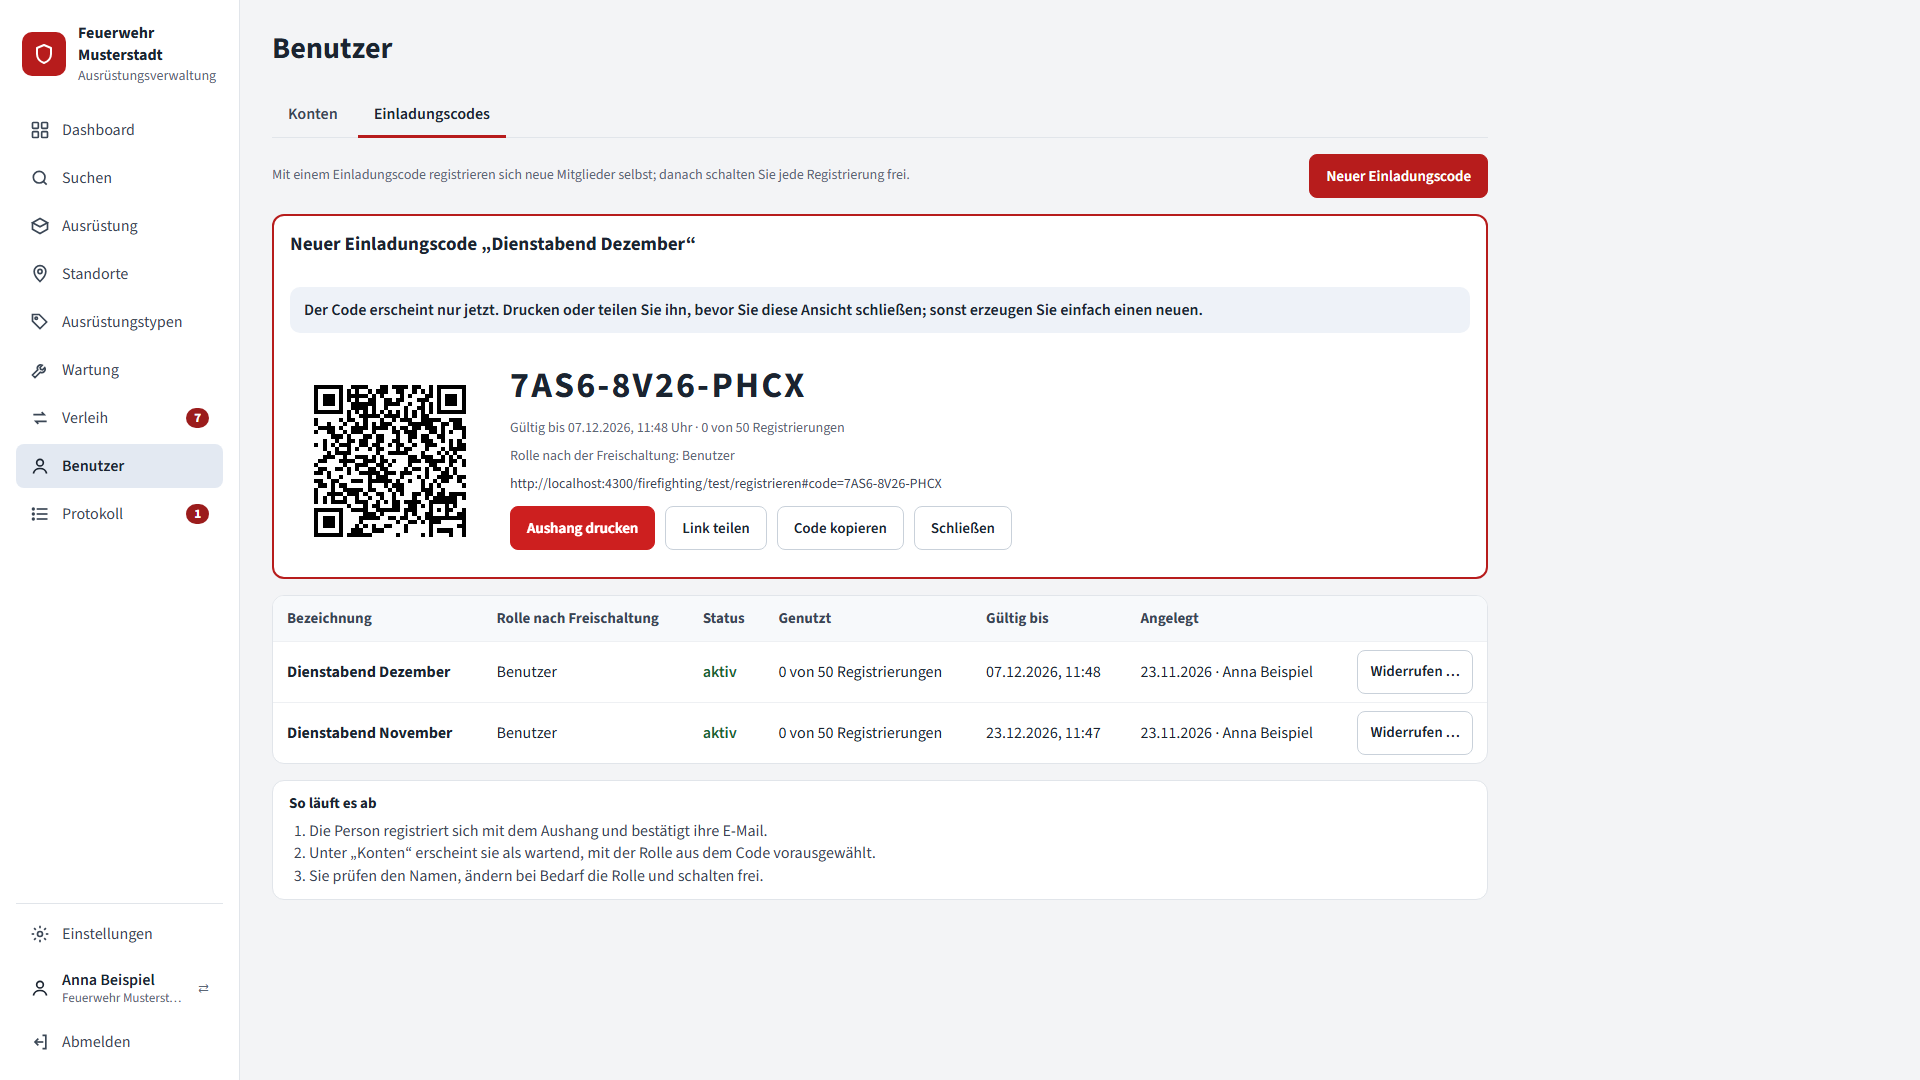 Feuerwehr
Musterstadt
Ausrüstungsverwaltung
Dashboard
Suchen
Ausrüstung
Standorte
Ausrüstungstypen
Wartung
Verleih 7
Benutzer
Protokoll 1
Einstellungen
Anna Beispiel
Feuerwehr Musterst…
Abmelden
Benutzer
Konten Einladungscodes
Mit einem Einladungscode registrieren sich neue Mitglieder selbst; danach schalten Sie jede Registrierung frei.
Neuer Einladungscode
Neuer Einladungscode „Dienstabend Dezember“
Der Code erscheint nur jetzt. Drucken oder teilen Sie ihn, bevor Sie diese Ansicht schließen; sonst erzeugen Sie einfach einen neuen.
7AS6-8V26-PHCX
Gültig bis 07.12.2026, 11:48 Uhr · 0 von 50 Registrierungen
Rolle nach der Freischaltung: Benutzer
http://localhost:4300/firefighting/test/registrieren#code=7AS6-8V26-PHCX
Aushang drucken Link teilen Code kopieren Schließen
Bezeichnung Rolle nach Freischaltung Status Genutzt Gültig bis Angelegt
Dienstabend Dezember Benutzer aktiv 0 von 50 Registrierungen 07.12.2026, 11:48 23.11.2026 · Anna Beispiel Widerrufen …
Dienstabend November Benutzer aktiv 0 von 50 Registrierungen 23.12.2026, 11:47 23.11.2026 · Anna Beispiel Widerrufen …
So läuft es ab
1. Die Person registriert sich mit dem Aushang und bestätigt ihre E-Mail.
2. Unter „Konten“ erscheint sie als wartend, mit der Rolle aus dem Code vorausgewählt.
3. Sie prüfen den Namen, ändern bei Bedarf die Rolle und schalten frei.